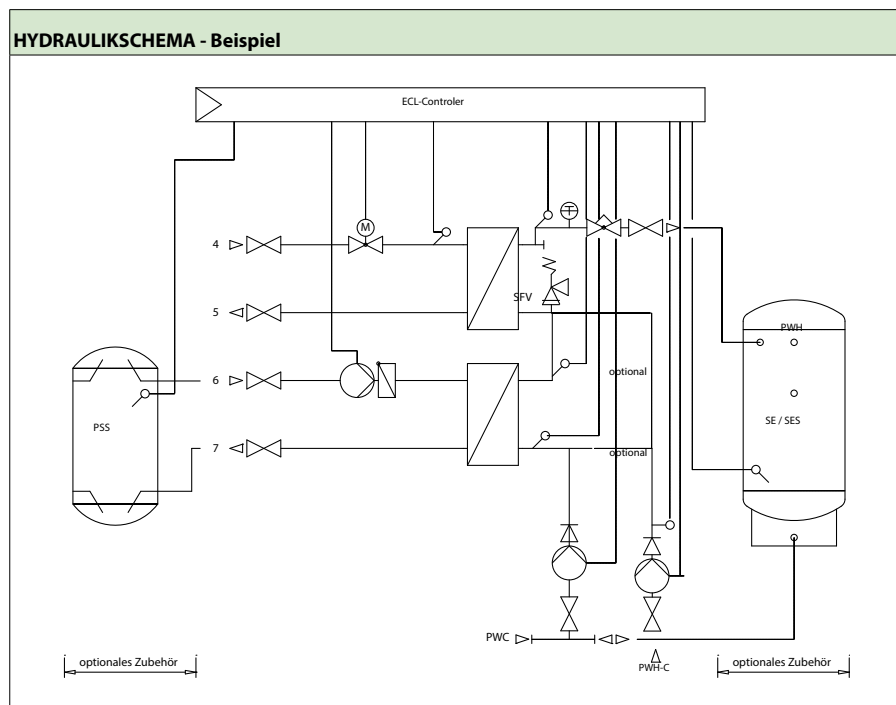 HYDRAULIKSCHEMA - Beispiel
ECL-Controler
M
T
4
SFV
5
PWH
6
optional
PSS
SE / SES
7
optional
PWC
PWH-C
optionales Zubehör
optionales Zubehör